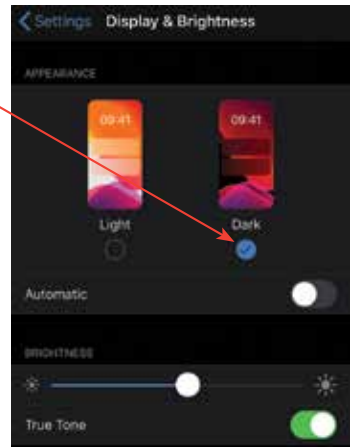 Settings Display & Brightness
APPEARANCE
09:41 09:41
Light Dark
Automatic
BRIGHTNESS
True Tone